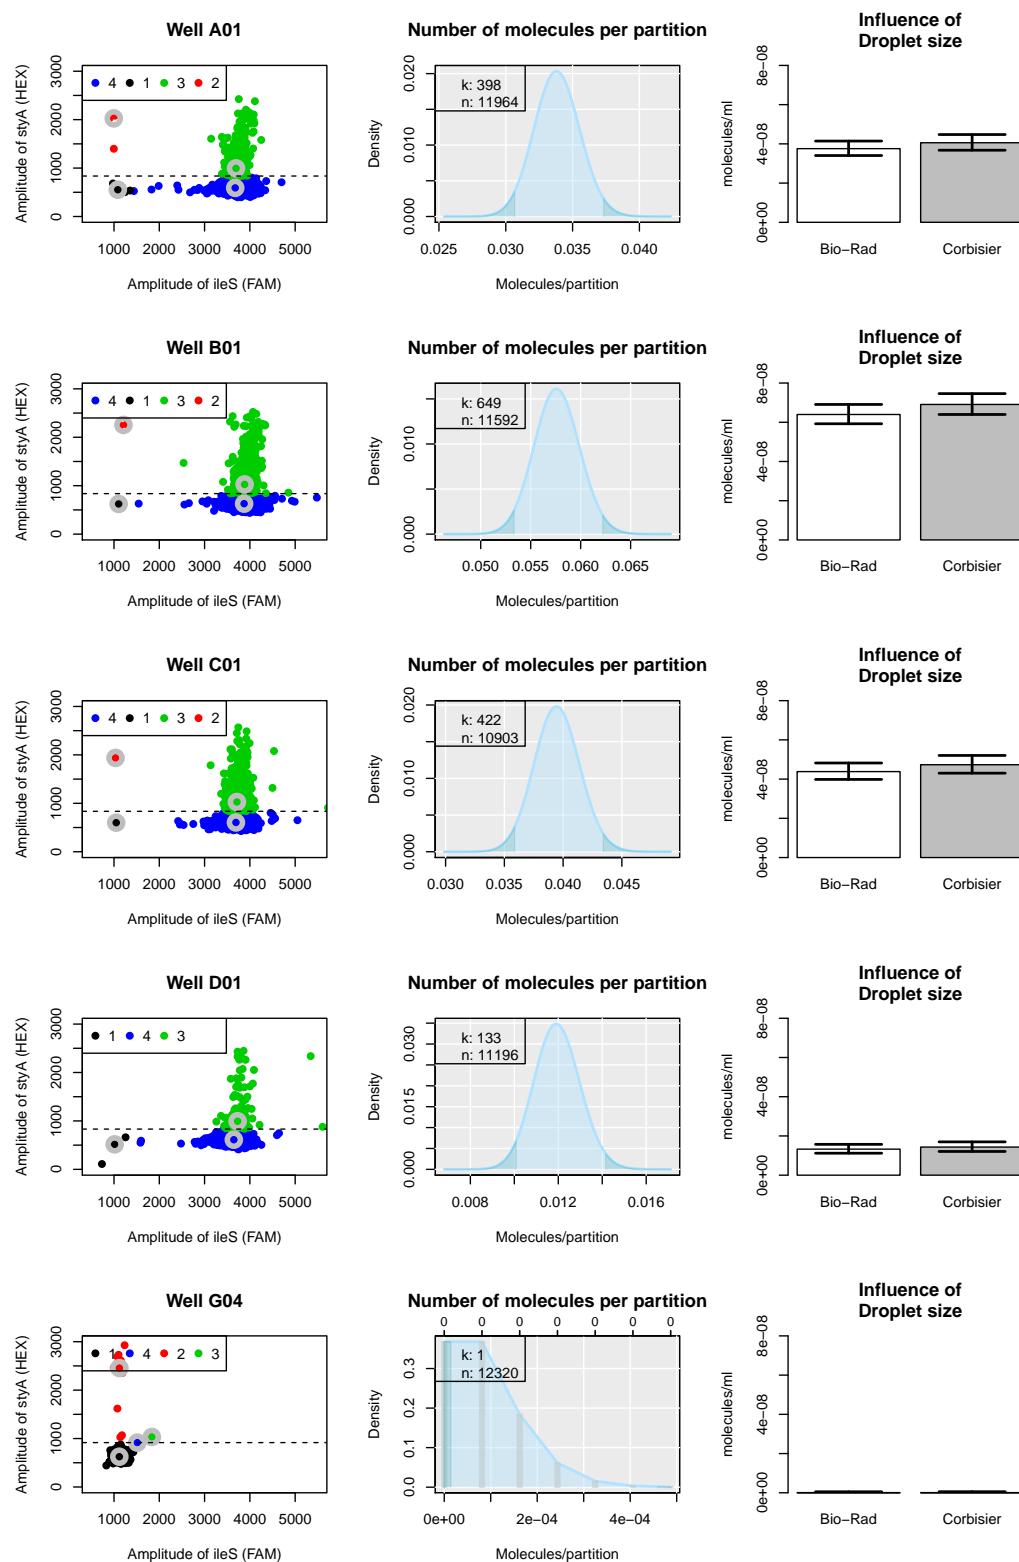 Well A01
3000
2000
1000
0
Amplitude of styA (HEX)
4 1 3 2
1000 2000 3000 4000 5000
Amplitude of ileS (FAM)
Number of molecules per partition
0.020
0.010
0.000
Density
k: 398
n: 11964
0.025 0.030 0.035 0.040
Molecules/partition
Influence of
Droplet size
8e−08
4e−08
0e+00
molecules/ml
Bio−Rad Corbisier
Well B01
3000
2000
1000
0
Amplitude of styA (HEX)
4 1 3 2
1000 2000 3000 4000 5000
Amplitude of ileS (FAM)
Number of molecules per partition
0.010
0.000
Density
k: 649
n: 11592
0.050 0.055 0.060 0.065
Molecules/partition
Influence of
Droplet size
8e−08
4e−08
0e+00
molecules/ml
Bio−Rad Corbisier
Well C01
3000
2000
1000
0
Amplitude of styA (HEX)
4 1 3 2
1000 2000 3000 4000 5000
Amplitude of ileS (FAM)
Number of molecules per partition
0.020
0.010
0.000
Density
k: 422
n: 10903
0.030 0.035 0.040 0.045
Molecules/partition
Influence of
Droplet size
8e−08
4e−08
0e+00
molecules/ml
Bio−Rad Corbisier
Well D01
3000
2000
1000
0
Amplitude of styA (HEX)
1 4 3
1000 2000 3000 4000 5000
Amplitude of ileS (FAM)
Number of molecules per partition
0.030
0.015
0.000
Density
k: 133
n: 11196
0.008 0.012 0.016
Molecules/partition
Influence of
Droplet size
8e−08
4e−08
0e+00
molecules/ml
Bio−Rad Corbisier
Well G04
3000
2000
1000
0
Amplitude of styA (HEX)
1 4 2 3
1000 2000 3000 4000 5000
Amplitude of ileS (FAM)
Number of molecules per partition
0 0 0 0 0 0 0
0.3
0.2
0.1
0.0
Density
k: 1
n: 12320
0e+00 2e−04 4e−04
Molecules/partition
Influence of
Droplet size
8e−08
4e−08
0e+00
molecules/ml
Bio−Rad Corbisier